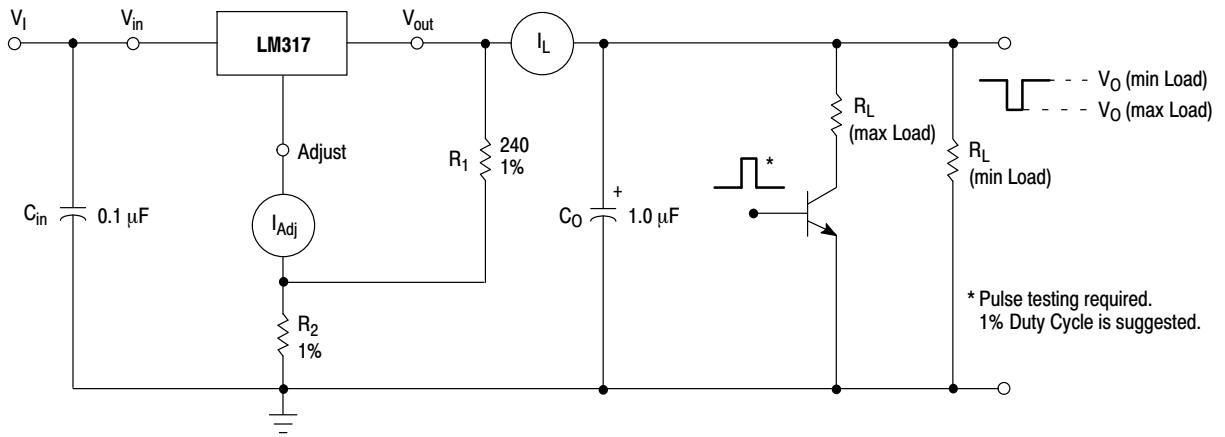 V_I
V_in
LM317
V_out
I_L
Adjust
R_1
240
1%
I_Adj
C_in
0.1 μF
R_2
1%
C_O
+
1.0 μF
*
R_L
(max Load)
R_L
(min Load)
V_O (min Load)
V_O (max Load)
* Pulse testing required.
1% Duty Cycle is suggested.